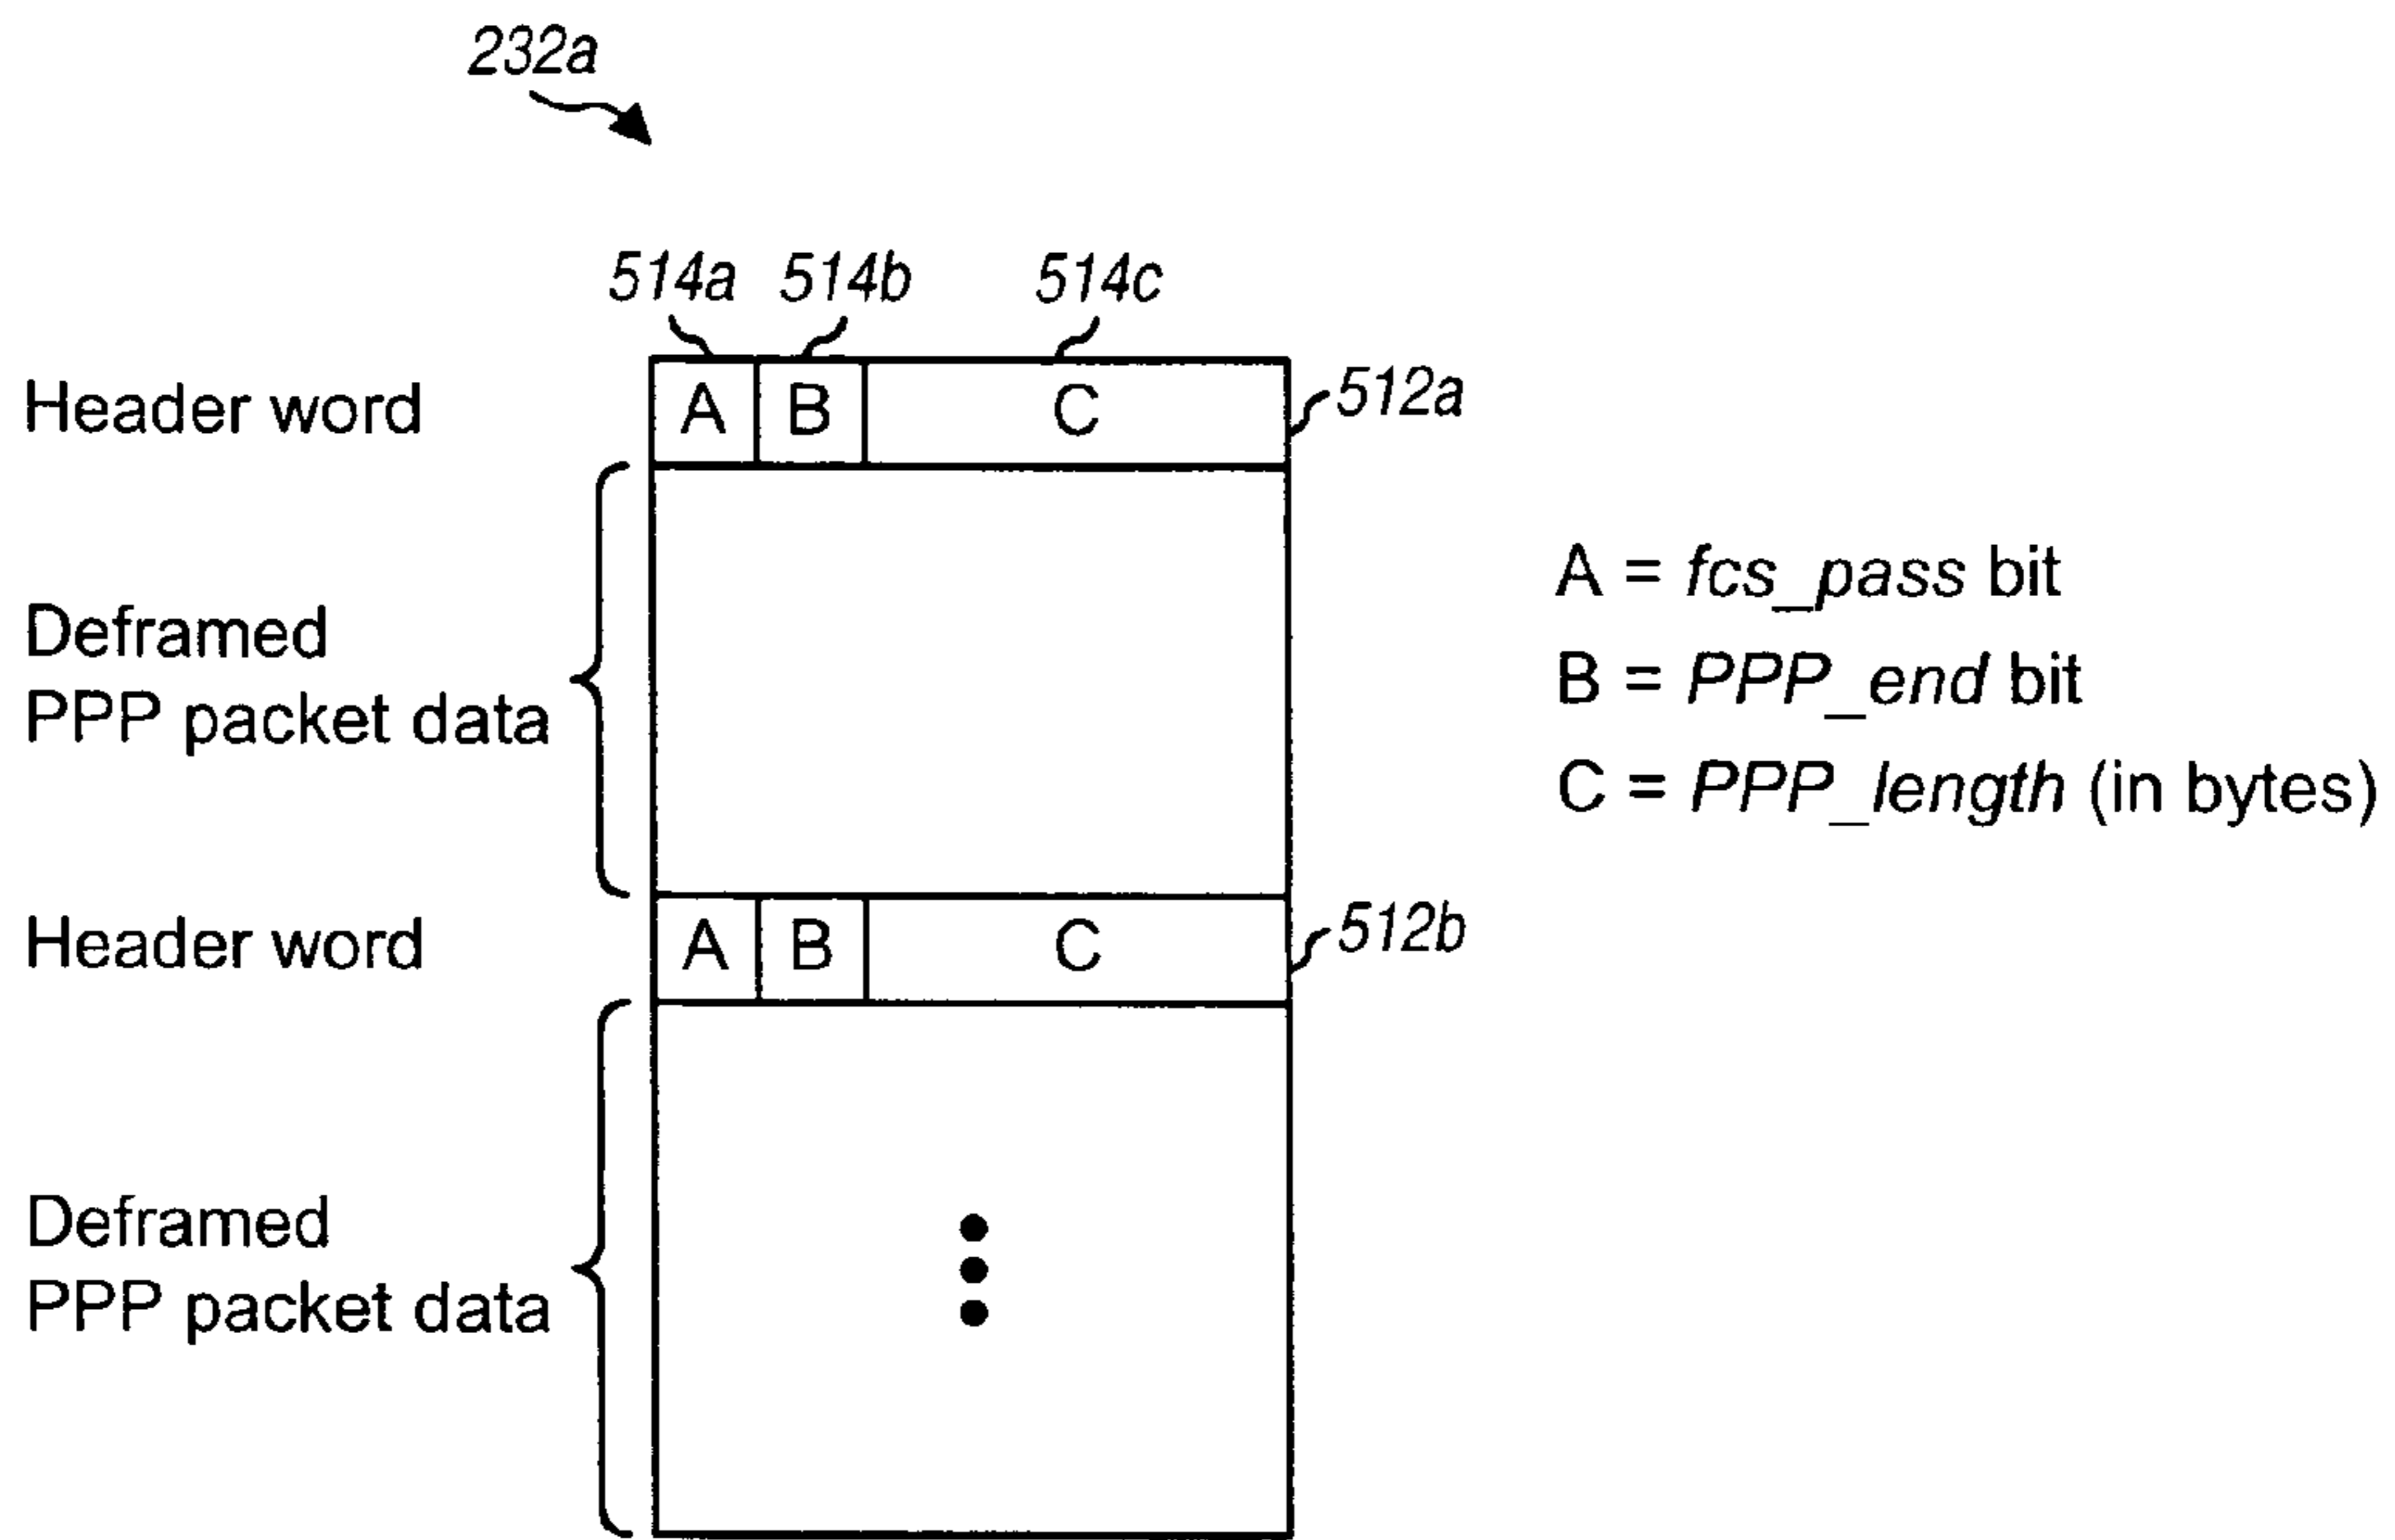 232a
514a 514b 514c
Header word A B C 512a
Deframed
PPP packet data
A = fcs_pass bit
B = PPP_end bit
C = PPP_length (in bytes)
Header word A B C 512b
Deframed
PPP packet data